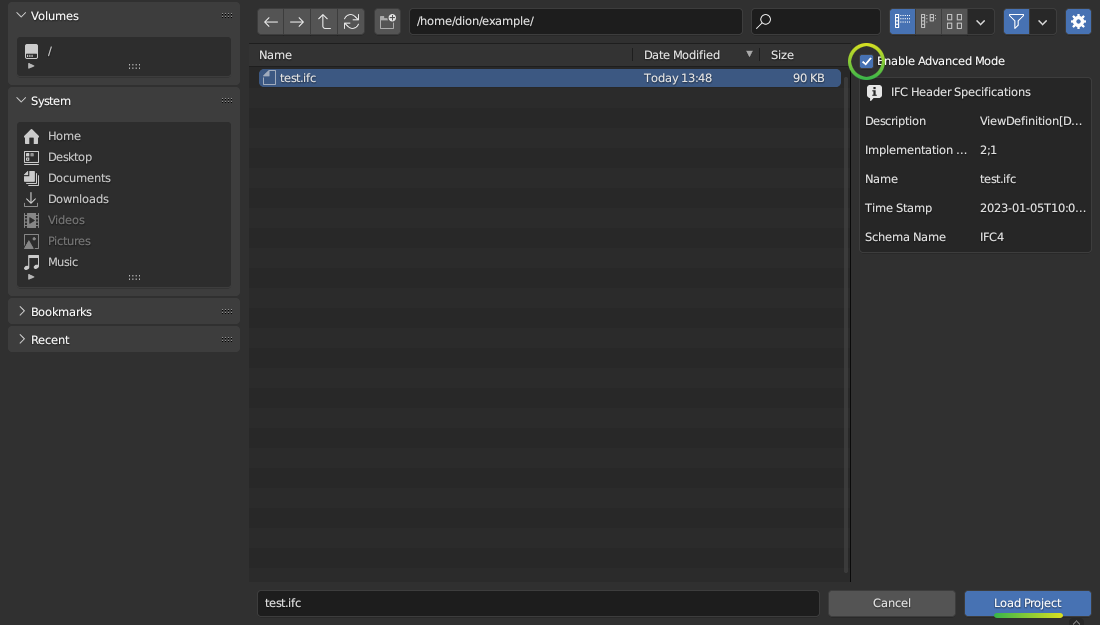 Volumes
/
System
Home
Desktop
Documents
Downloads
Videos
Pictures
Music
Bookmarks
Recent
/home/dion/example/
Name Date Modified Size
test.ifc Today 13:48 90 KB
Enable Advanced Mode
IFC Header Specifications
Description ViewDefinition[D...
Implementation ... 2;1
Name test.ifc
Time Stamp 2023-01-05T10:0...
Schema Name IFC4
test.ifc
Cancel
Load Project